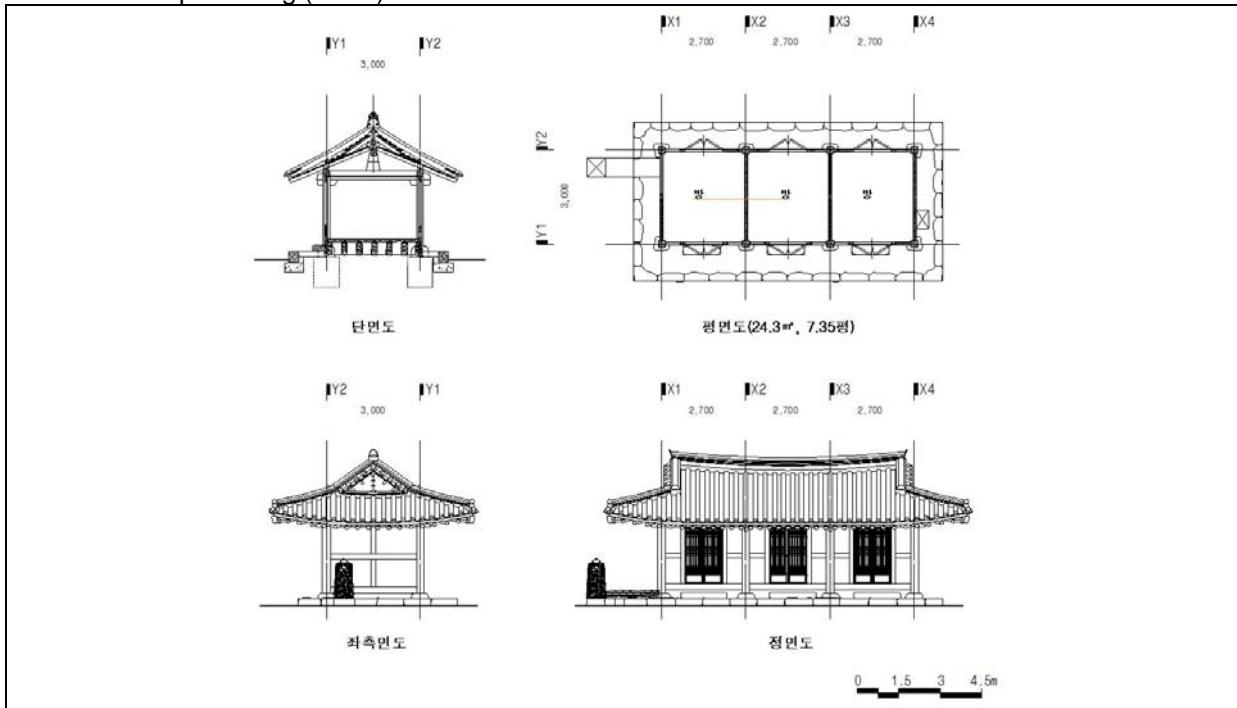 Y1 Y2
3,000
단면도
X1 X2 X3 X4
2,700 2,700 2,700
Y2
3,000
Y1
방 방 방
평면도(24.3㎡, 7.35평)
Y2 Y1
3,000
좌측면도
X1 X2 X3 X4
2,700 2,700 2,700
정면도
0 1.5 3 4.5m